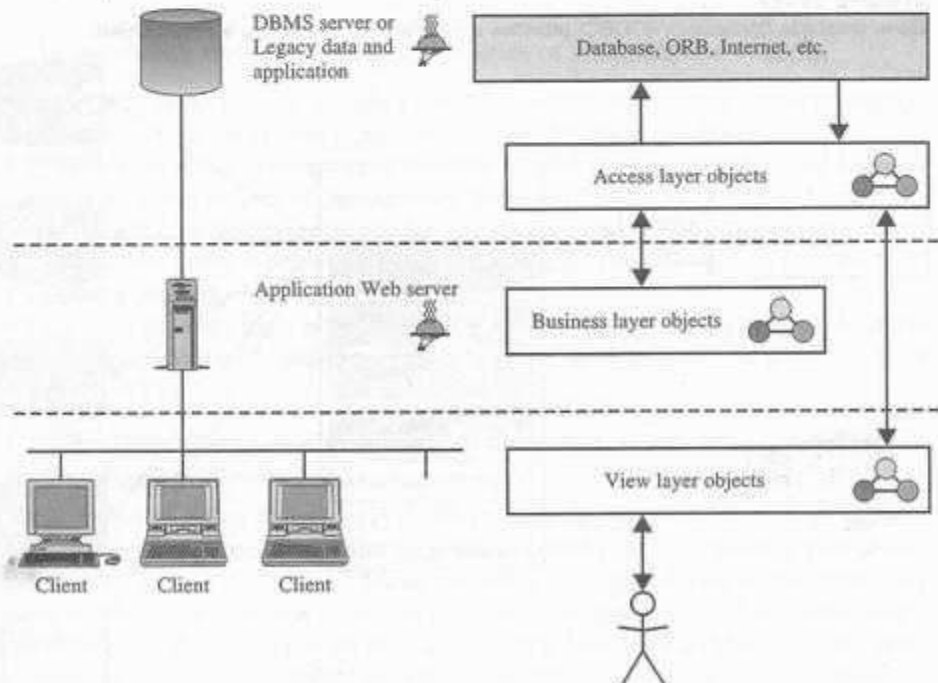 DBMS server or
Legacy data and
application
Database, ORB, Internet, etc.
Access layer objects
Application Web server
Business layer objects
View layer objects
Client
Client
Client